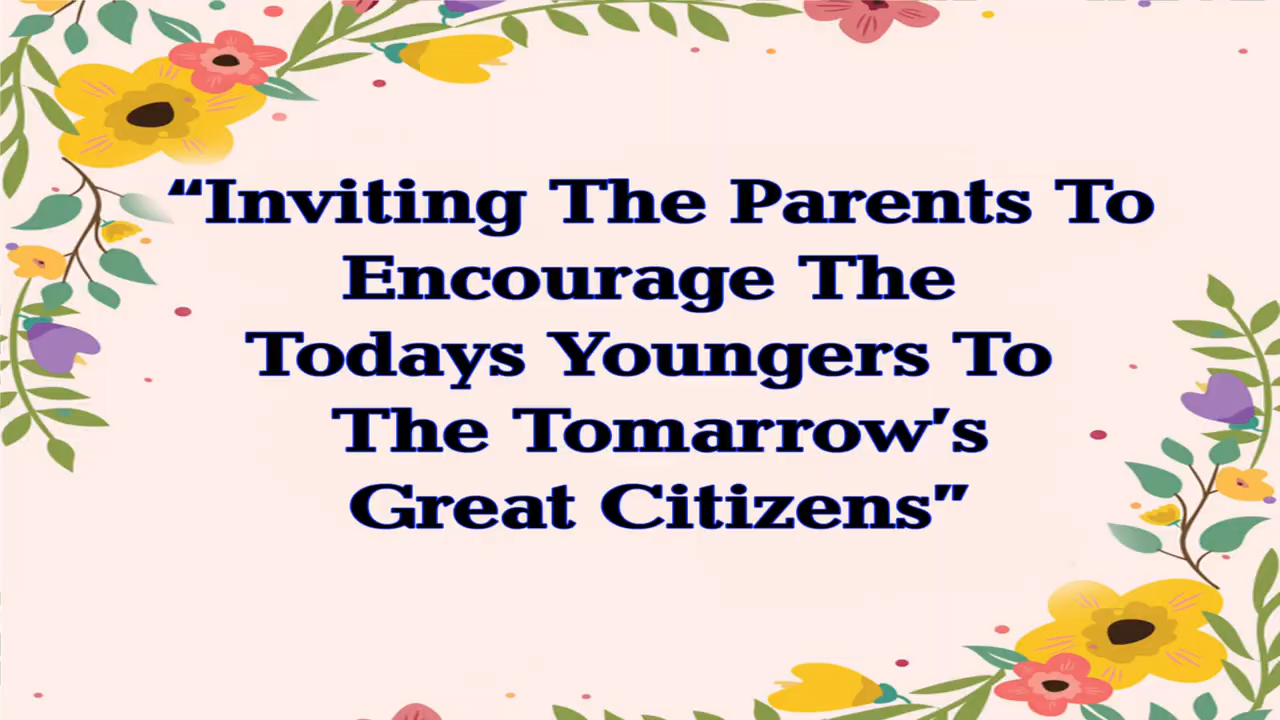 “Inviting The Parents To
Encourage The
Todays Youngers To
The Tomarrow's
Great Citizens”